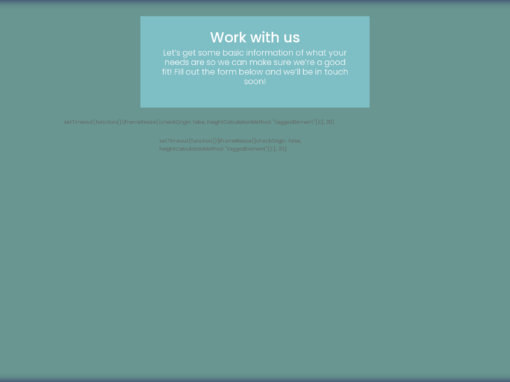 Work with us
Let's get some basic information of what your
needs are so we can make sure we're a good
fit! Fill out the form below and we'll be in touch
soon!
setTimeout(function(){iFrameResize({checkOrigin: false, heightCalculationMethod: "taggedElement"});}, 30)
setTimeout(function(){iFrameResize({checkOrigin: false,
heightCalculationMethod: "taggedElement"});}, 30)